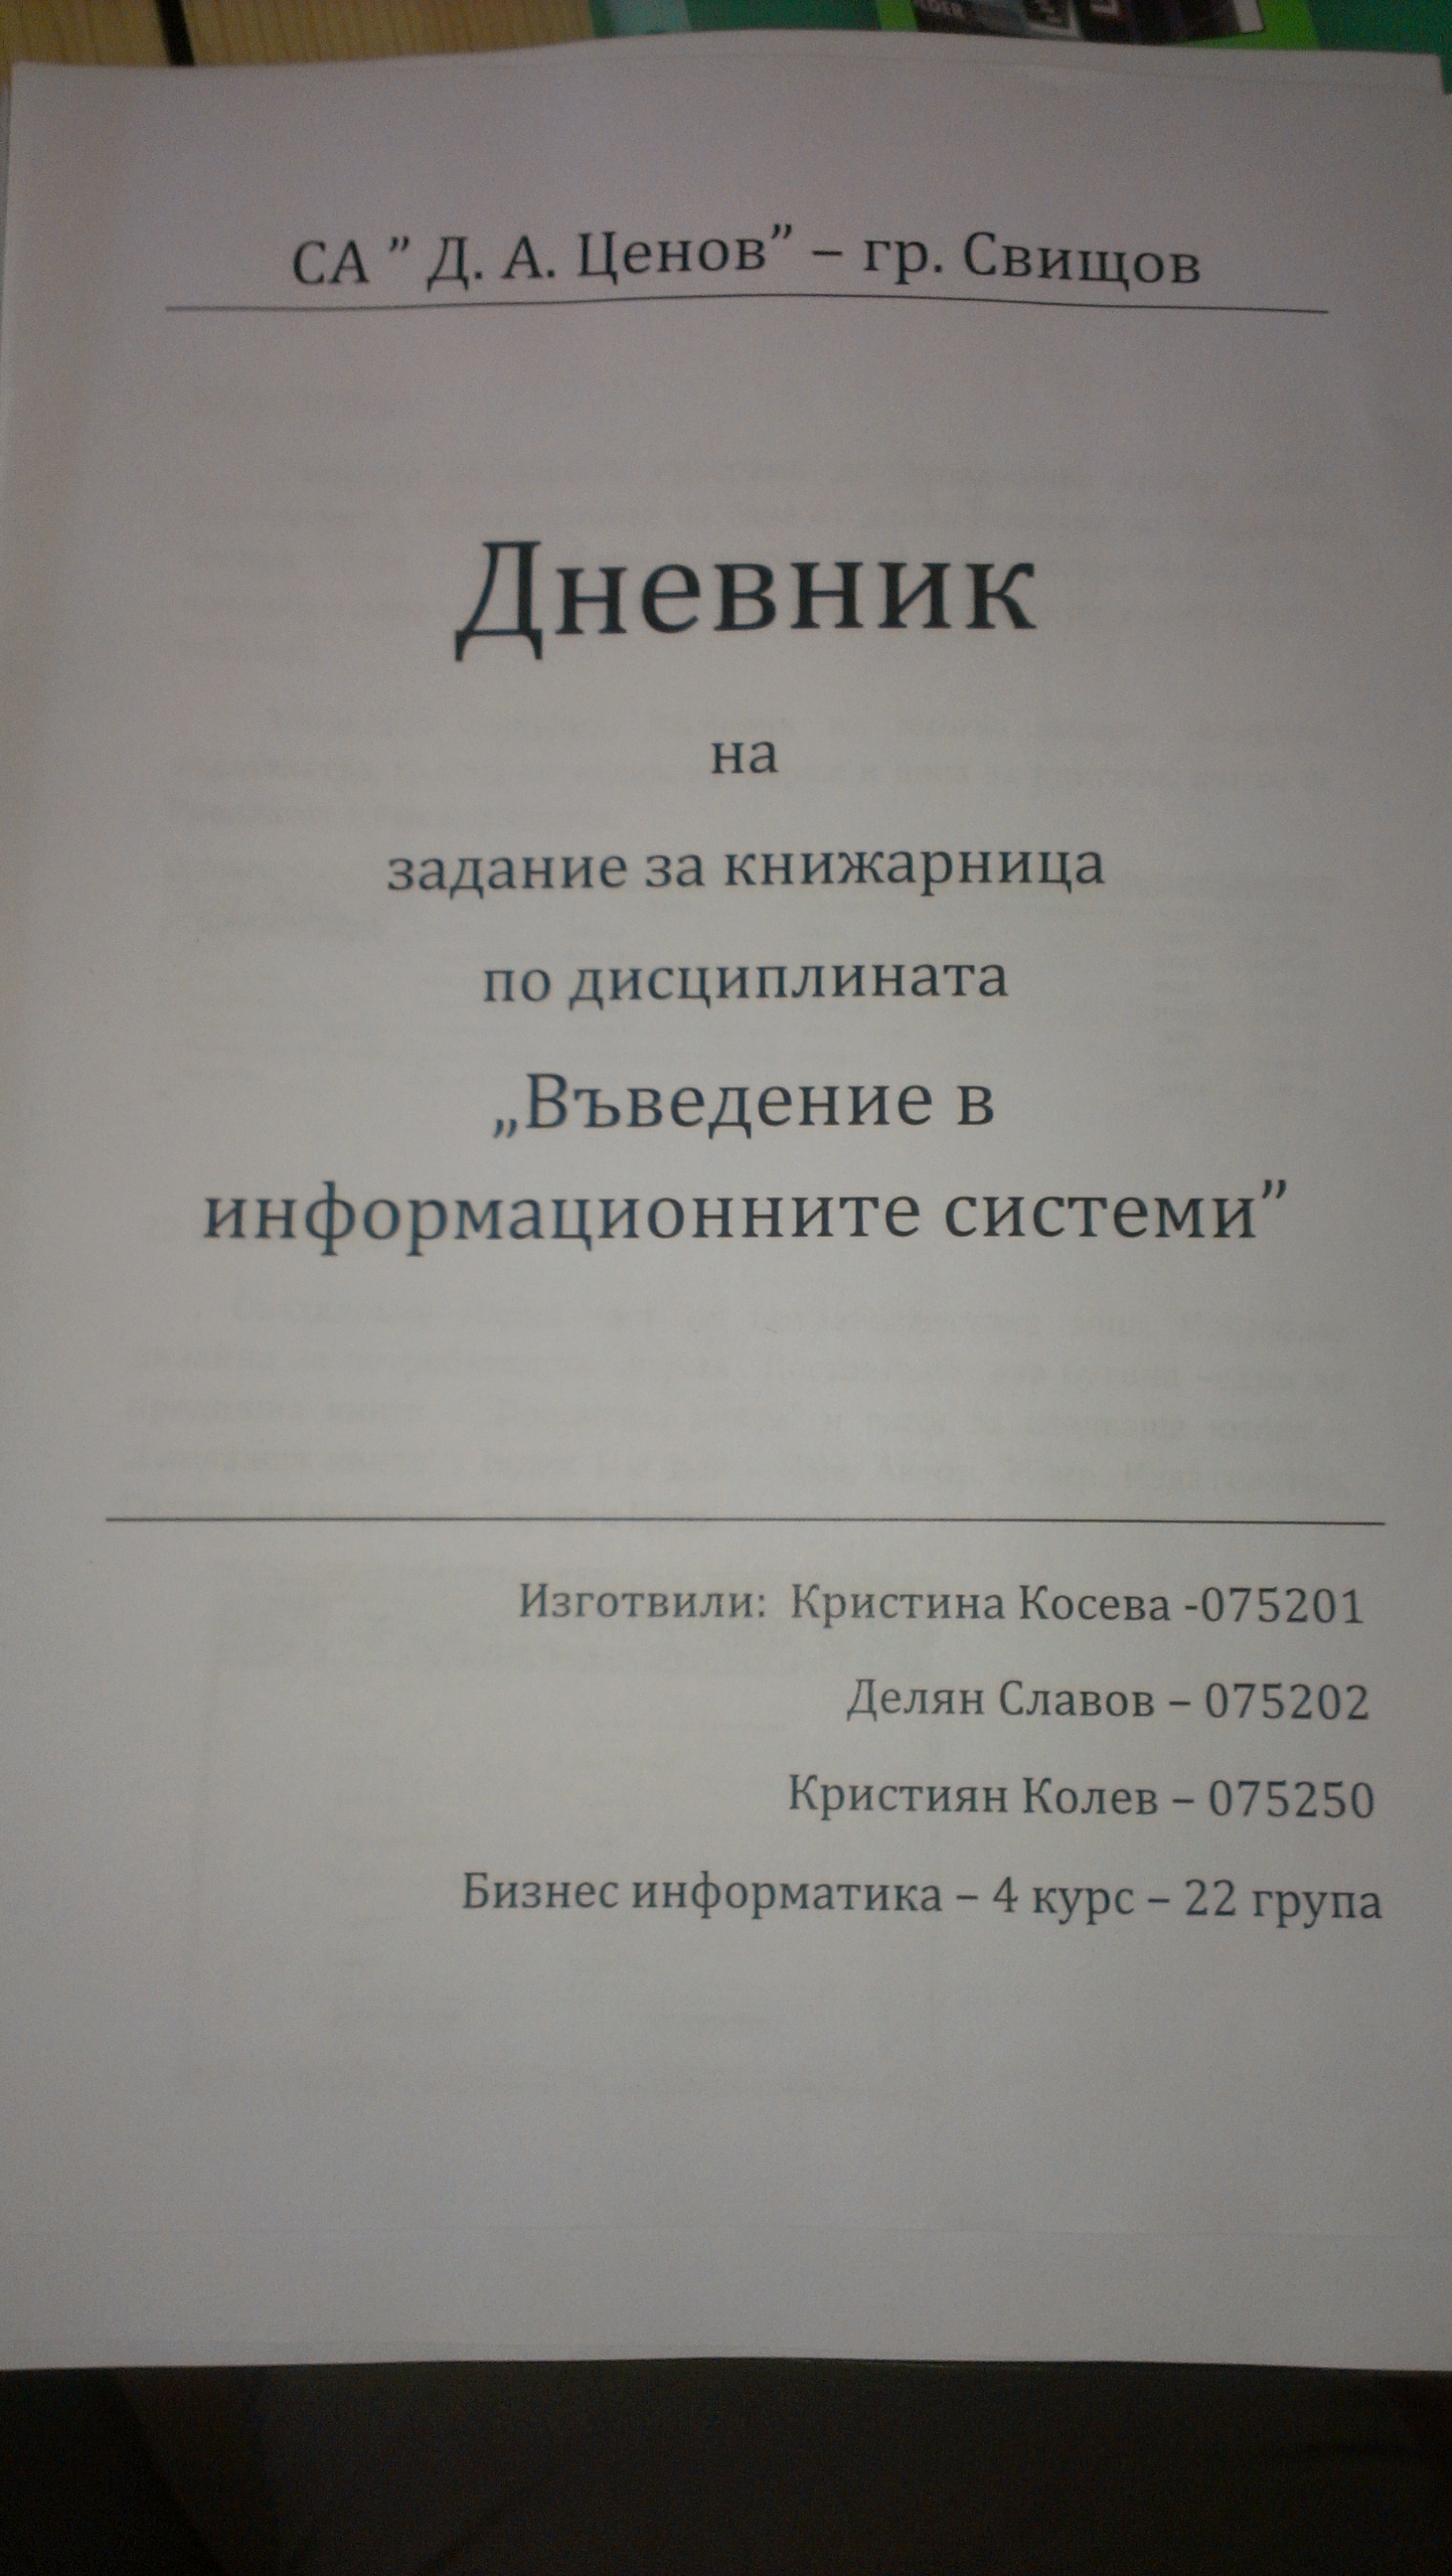 СА ” Д. А. Ценов” – гр. Свищов
Дневник
на
задание за книжарница
по дисциплината
„Въведение в
информационните системи”
Изготвили: Кристина Косева -075201
Делян Славов – 075202
Кристиян Колев – 075250
Бизнес информатика – 4 курс – 22 група